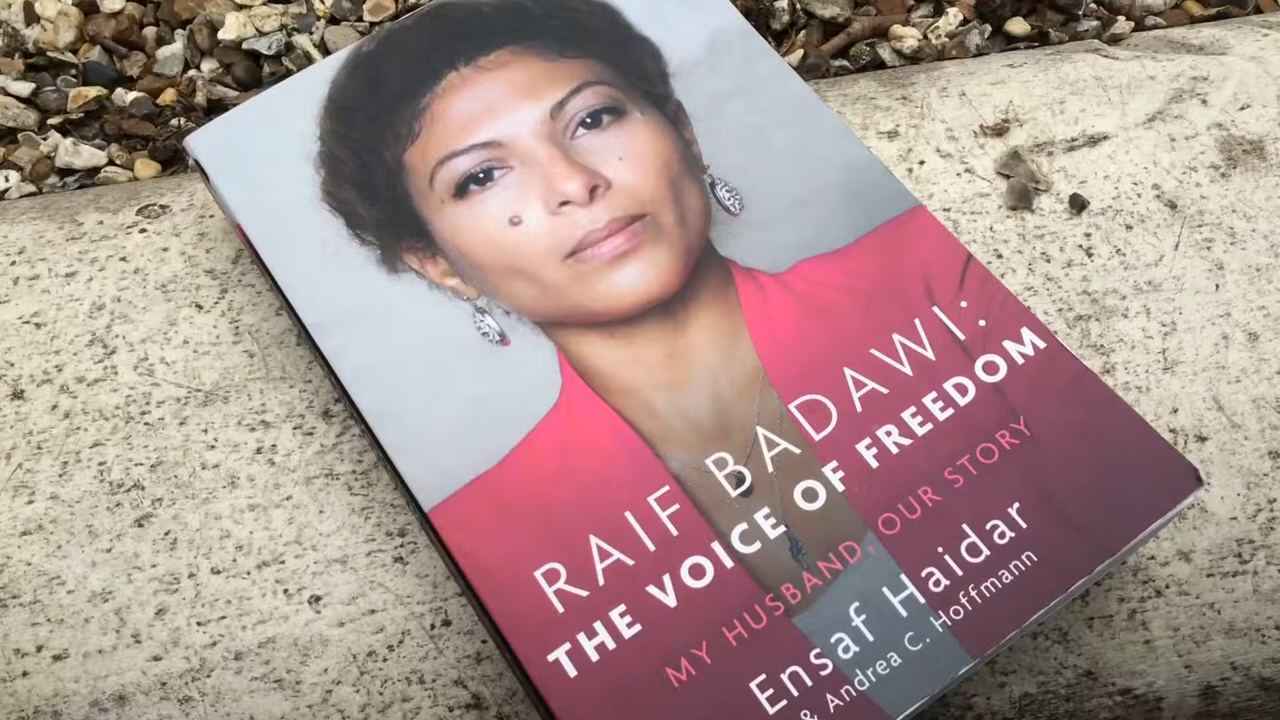 RAIF BADAWI:
THE VOICE OF FREEDOM
MY HUSBAND, OUR STORY
Ensaf Haidar
& Andrea C. Hoffmann